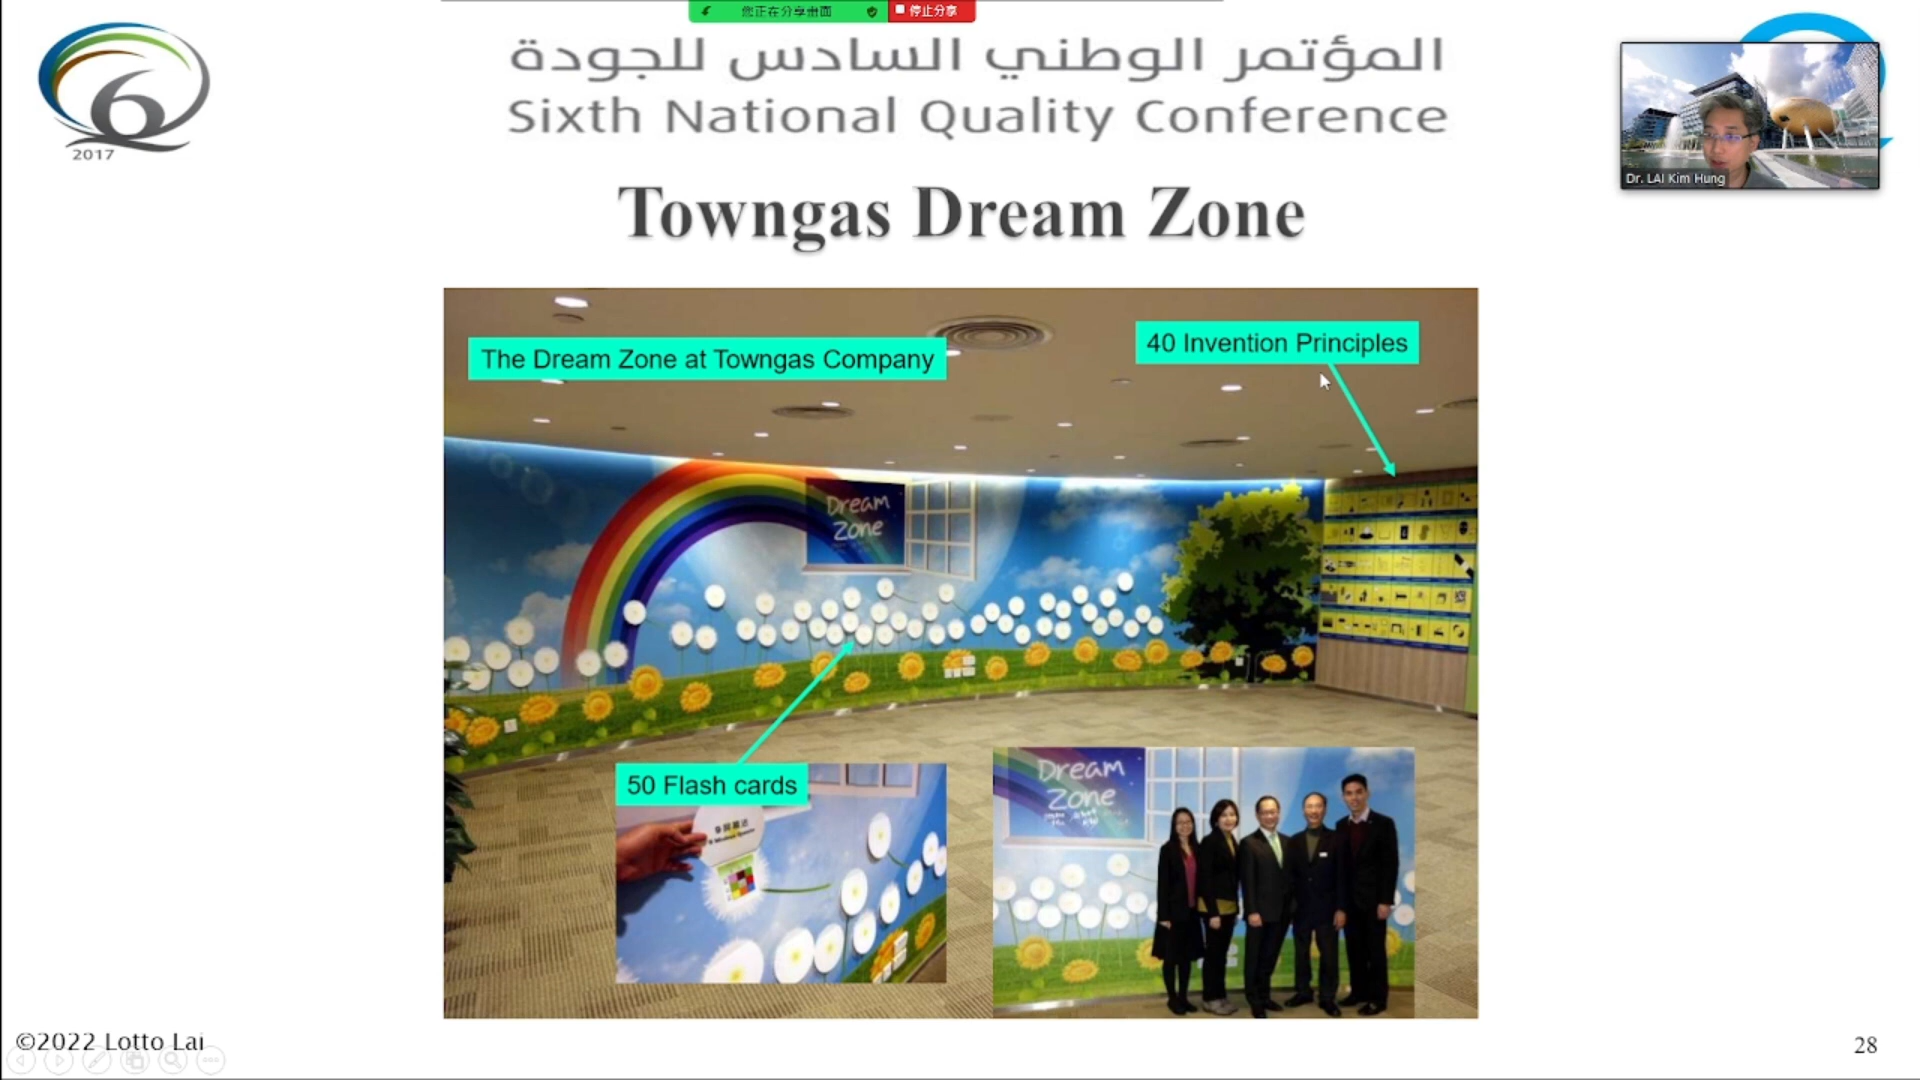 您正在分享畫面
停止分享
6
2017
المؤتمر الوطني السادس للجودة
Sixth National Quality Conference
Dr. LAI Kim Hung
Towngas Dream Zone
The Dream Zone at Towngas Company
40 Invention Principles
Dream
Zone
50 Flash cards
Dream
Zone
©2022 Lotto Lai
28